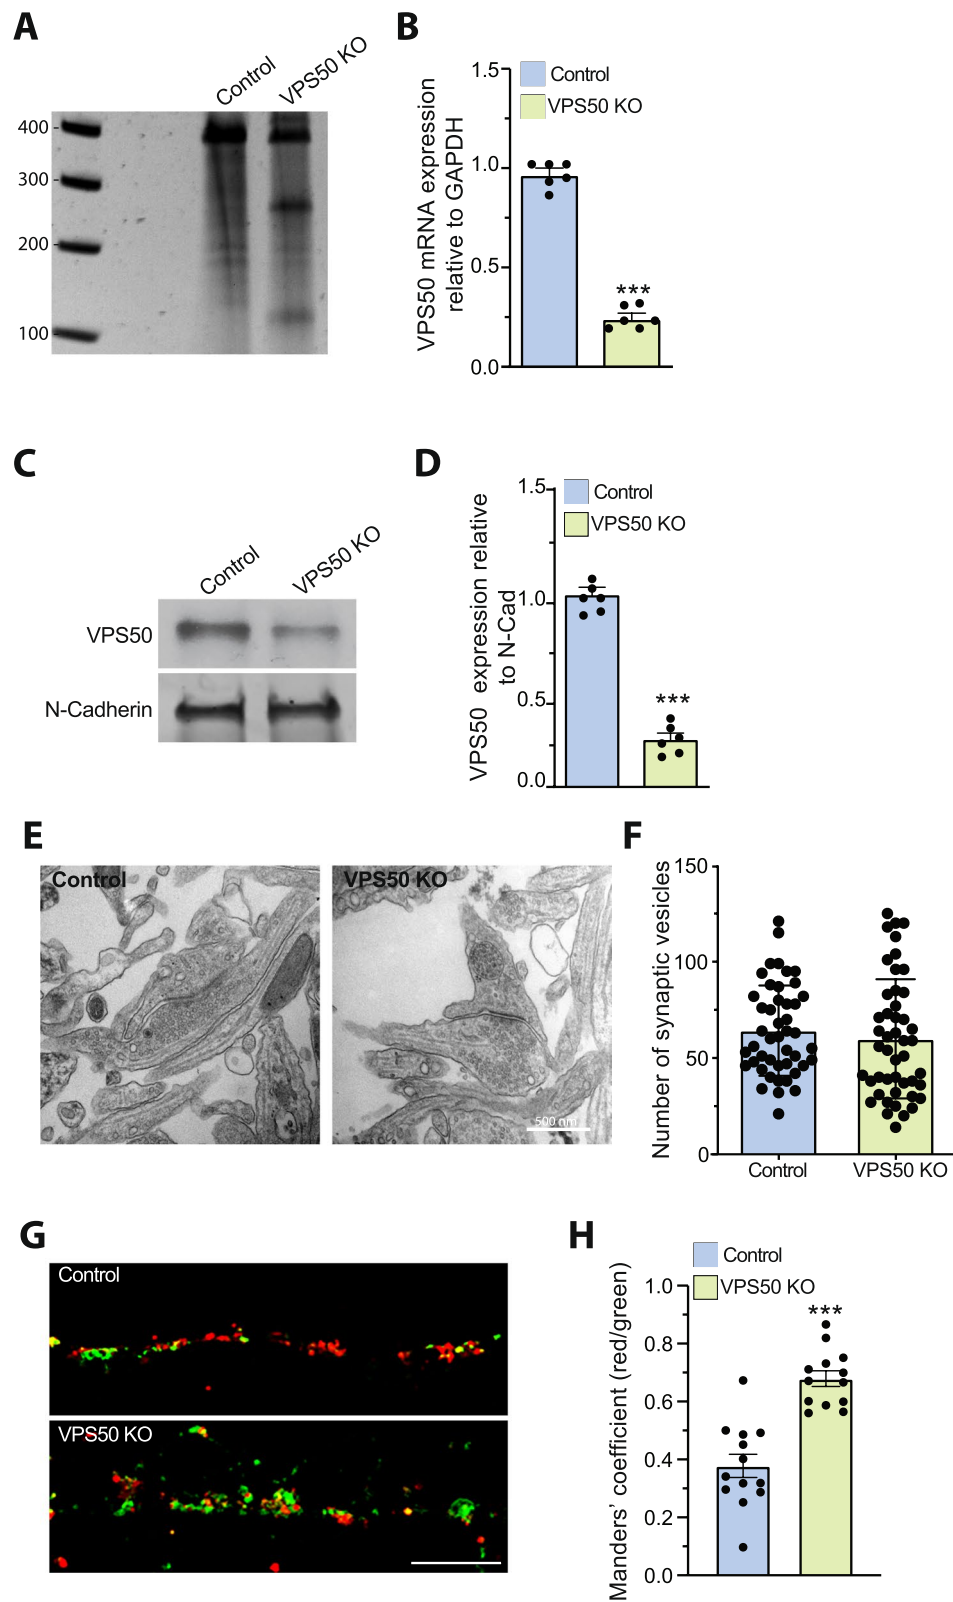 A
Control
VPS50 KO
400
300
200
100
B
Control
VPS50 KO
VPS50 mRNA expression
relative to GAPDH
1.5
1.0
0.5
0.0
***
C
Control
VPS50 KO
VPS50
N-Cadherin
D
Control
VPS50 KO
VPS50 expression relative
to N-Cad
1.5
1.0
0.5
0.0
***
E
Control
VPS50 KO
500 nm
F
Number of synaptic vesicles
150
100
50
0
Control
VPS50 KO
G
Control
VPS50 KO
H
Control
VPS50 KO
Manders' coefficient (red/green)
1.0
0.8
0.6
0.4
0.2
0.0
***